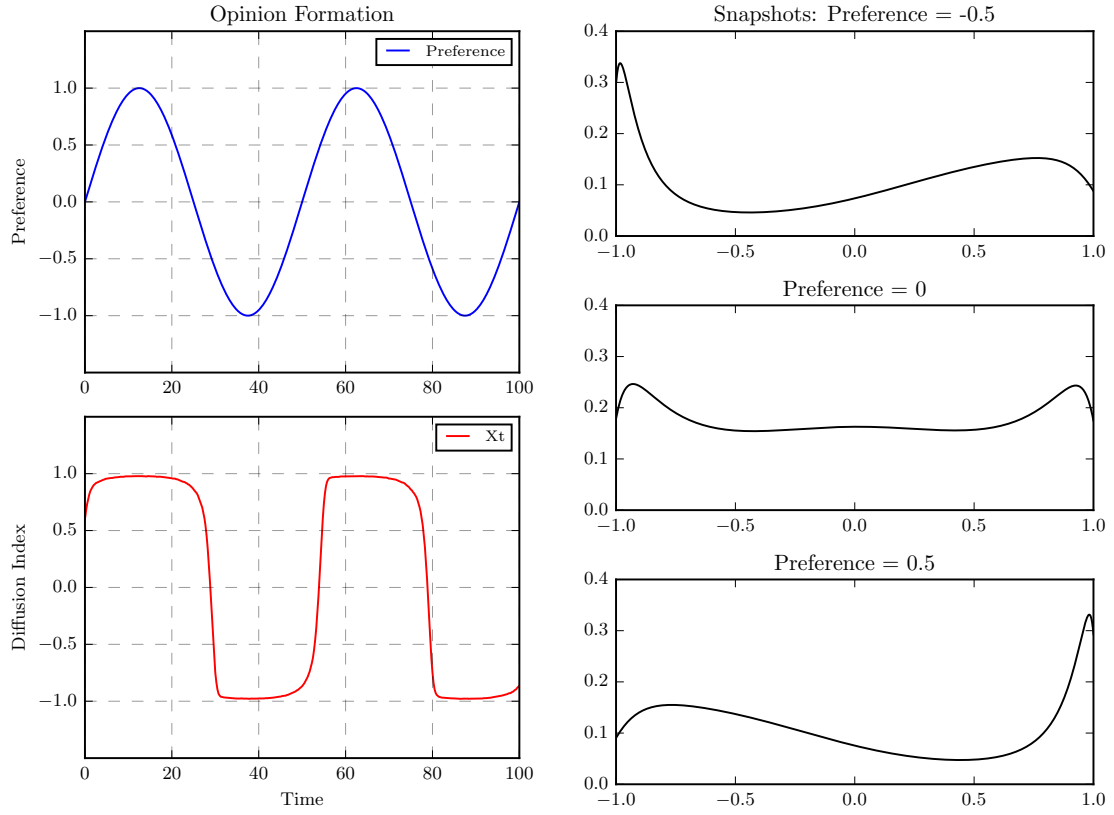 Opinion Formation
Preference
1.0
0.5
0.0
−0.5
−1.0
Preference
0 20 40 60 80 100
Xt
1.0
0.5
0.0
−0.5
−1.0
Diffusion Index
0 20 40 60 80 100
Time
Snapshots: Preference = -0.5
0.4
0.3
0.2
0.1
0.0
−1.0 −0.5 0.0 0.5 1.0
Preference = 0
0.4
0.3
0.2
0.1
0.0
−1.0 −0.5 0.0 0.5 1.0
Preference = 0.5
0.4
0.3
0.2
0.1
0.0
−1.0 −0.5 0.0 0.5 1.0